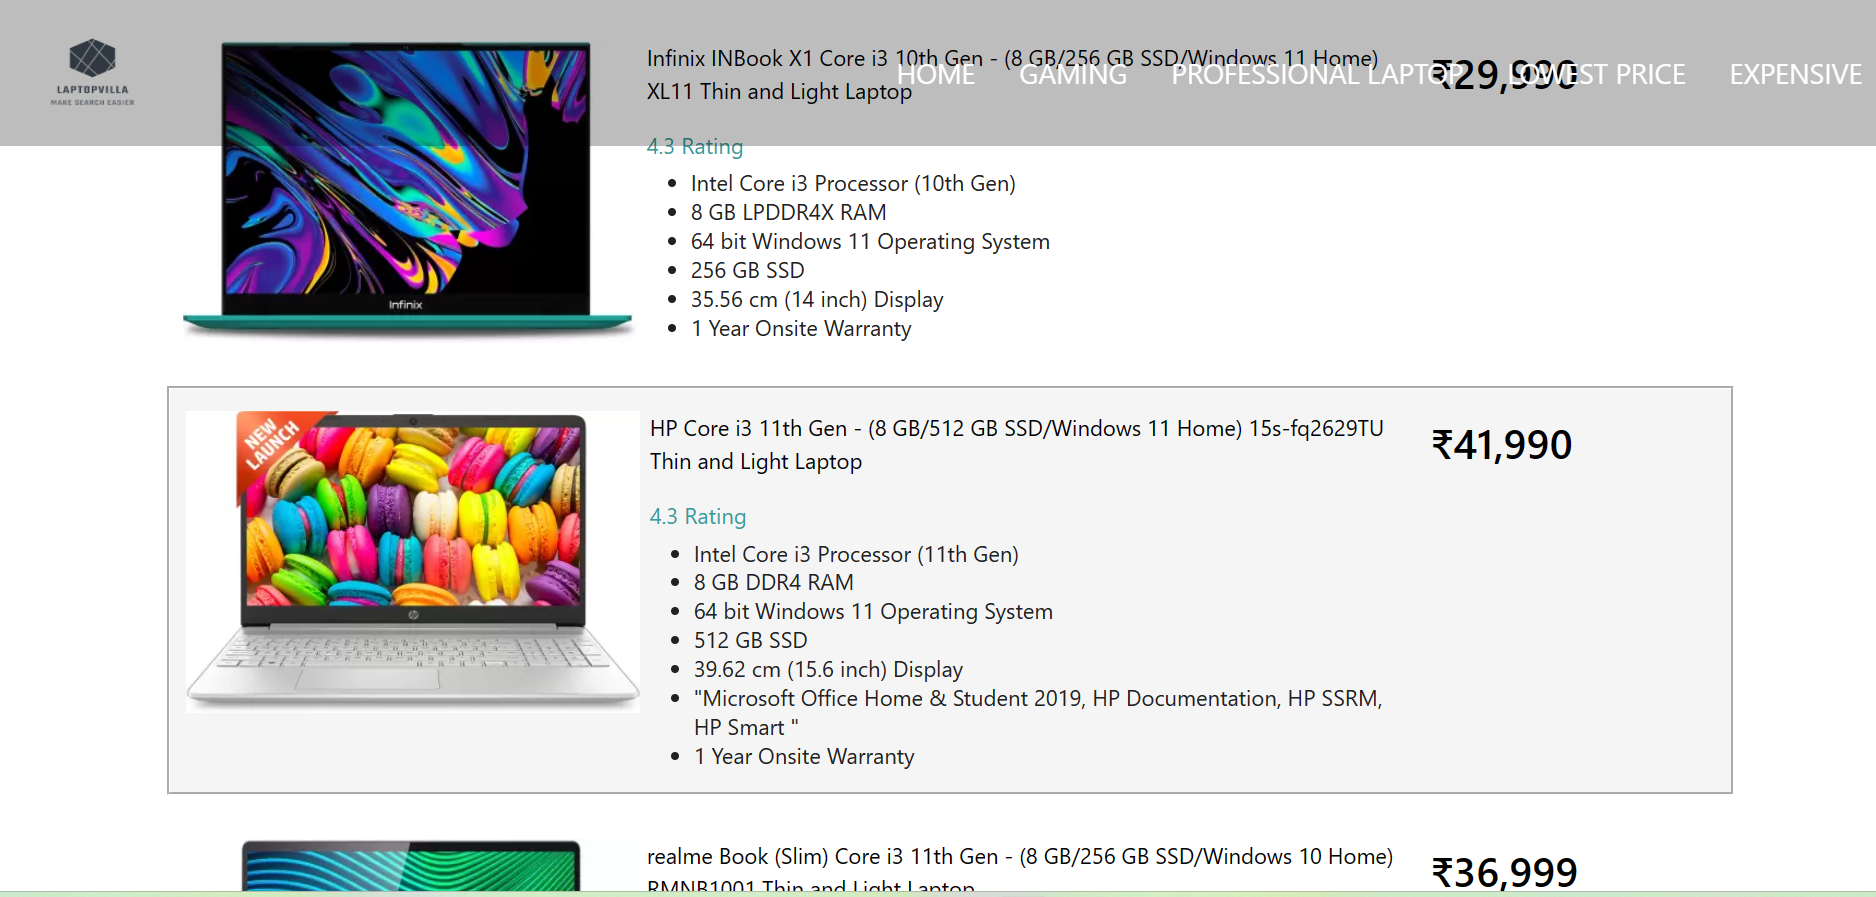 LAPTOPVILLA
MAKE SEARCH EASIER
HOME
GAMING
PROFESSIONAL LAPTOP
LOWEST PRICE
EXPENSIVE
Infinix
Infinix INBook X1 Core i3 10th Gen - (8 GB/256 GB SSD/Windows 11 Home)
XL11 Thin and Light Laptop
₹29,990
4.3 Rating
Intel Core i3 Processor (10th Gen)
8 GB LPDDR4X RAM
64 bit Windows 11 Operating System
256 GB SSD
35.56 cm (14 inch) Display
1 Year Onsite Warranty
NEW
LAUNCH
hp
HP Core i3 11th Gen - (8 GB/512 GB SSD/Windows 11 Home) 15s-fq2629TU
Thin and Light Laptop
₹41,990
4.3 Rating
Intel Core i3 Processor (11th Gen)
8 GB DDR4 RAM
64 bit Windows 11 Operating System
512 GB SSD
39.62 cm (15.6 inch) Display
"Microsoft Office Home & Student 2019, HP Documentation, HP SSRM,
HP Smart "
1 Year Onsite Warranty
realme Book (Slim) Core i3 11th Gen - (8 GB/256 GB SSD/Windows 10 Home)
RMNB1001 Thin and Light Laptop
₹36,999